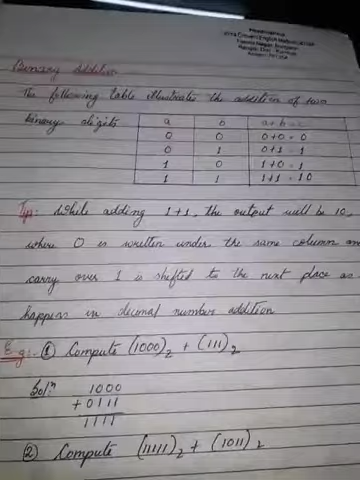 Binary Addition
The following table illustrates the addition of two
binary digits
a b a + b = c
0 0 0+0 = 0
0 1 0+1 = 1
1 0 1+0 = 1
1 1 1+1 = 10
Tip: While adding 1+1, the output will be 10,
where 0 is written under the same column and
carry over 1 is shifted to the next place as
happens in decimal number addition
Eg:- ① Compute (1000)₂ + (111)₂
Solⁿ 1000
+ 0111
1111
② Compute (11111)₂ + (1011)₂